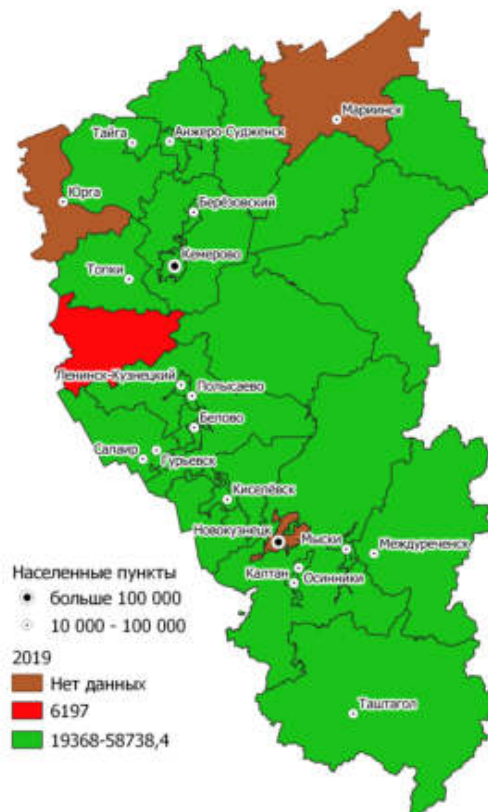 Мариинск
Тайга
Анжеро-Судженск
Юрга
Берёзовский
Кемерово
Топки
Ленинск-Кузнецкий
Полысаево
Белово
Салаир
Гурьевск
Киселёвск
Новокузнецк
Мыски
Междуреченск
Калтан
Осинники
Таштагол
Населенные пункты
больше 100 000
10 000 - 100 000
2019
Нет данных
6197
19368-58738,4